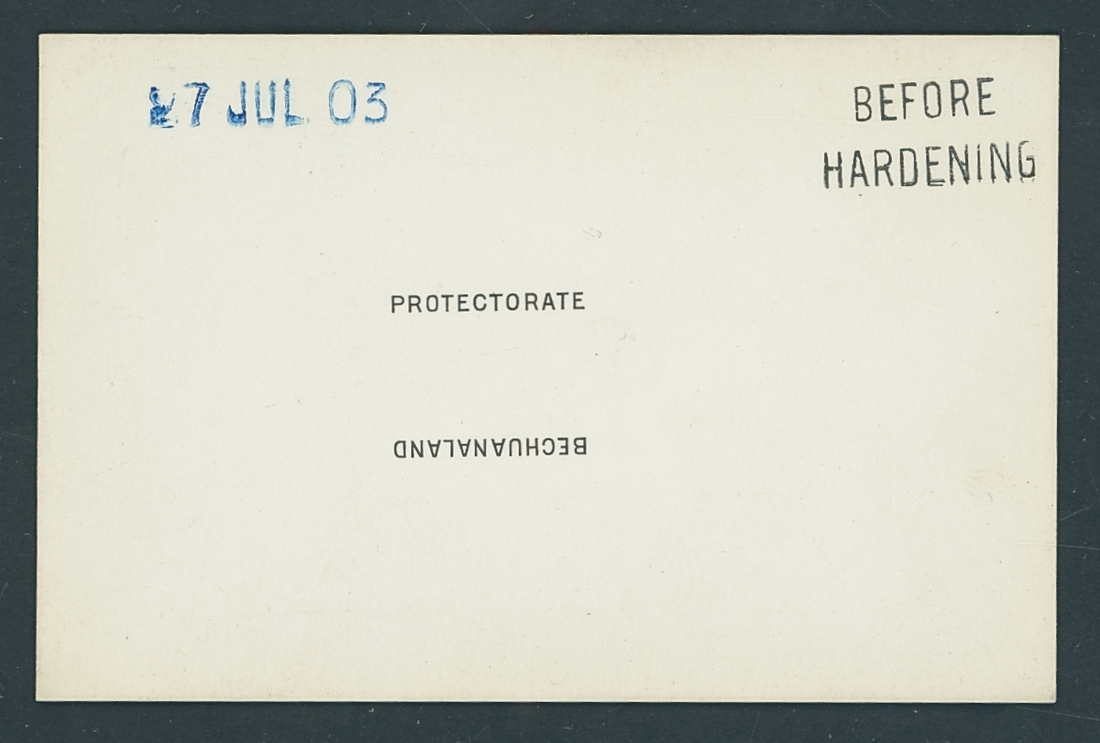 27 JUL 03
BEFORE
HARDENING
PROTECTORATE
BECHUANALAND